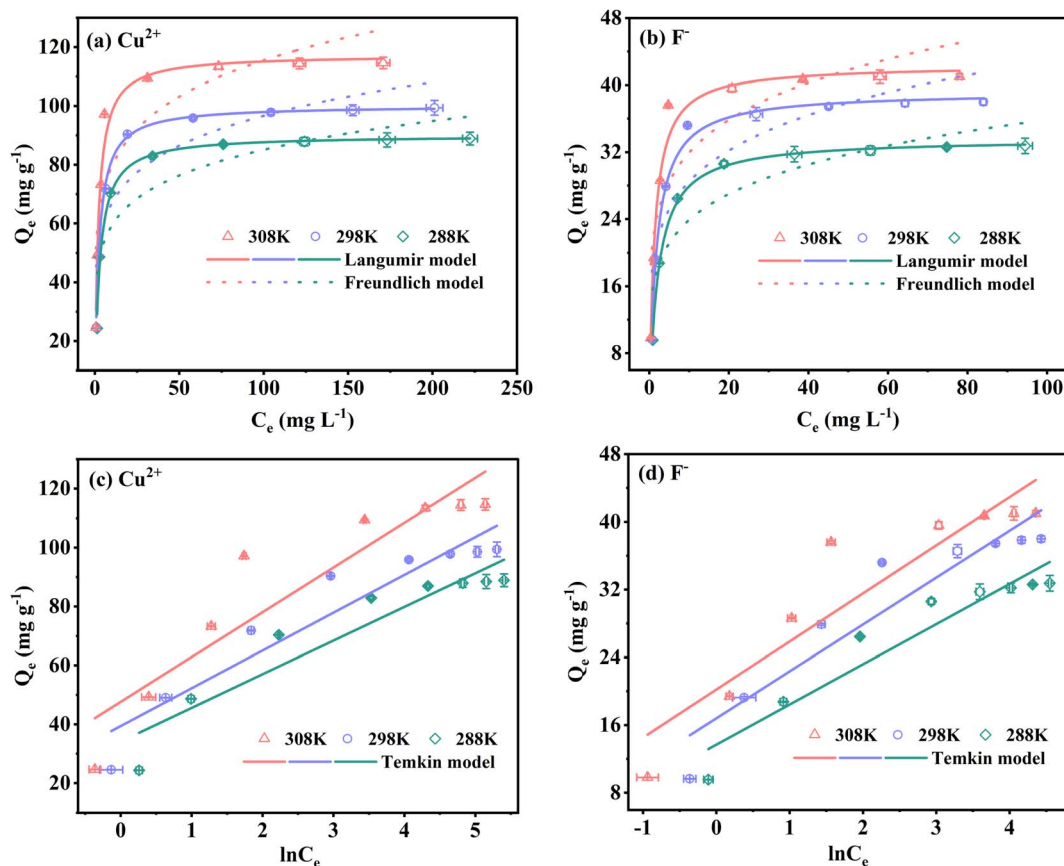 (a) Cu²⁺
120
100
80
60
40
20
0
50
100
150
200
250
Qₑ (mg g⁻¹)
Cₑ (mg L⁻¹)
308K 298K 288K
Langumir model
Freundlich model
(b) F⁻
48
40
32
24
16
8
0
20
40
60
80
100
Qₑ (mg g⁻¹)
Cₑ (mg L⁻¹)
308K 298K 288K
Langumir model
Freundlich model
(c) Cu²⁺
120
100
80
60
40
20
0
1
2
3
4
5
Qₑ (mg g⁻¹)
lnCₑ
308K 298K 288K
Temkin model
(d) F⁻
48
40
32
24
16
8
-1
0
1
2
3
4
Qₑ (mg g⁻¹)
lnCₑ
308K 298K 288K
Temkin model